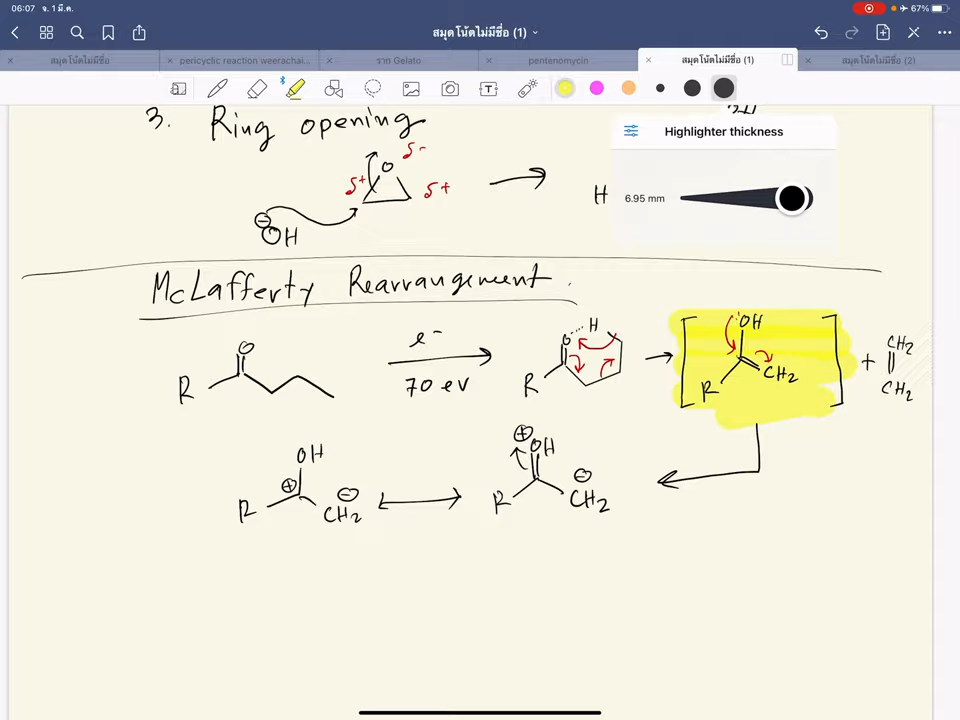 06:07 จ. 1 มี.ค.
67%
สมุดโน้ตไม่มีชื่อ (1)
สมุดโน้ตไม่มีชื่อ
pericyclic reaction weerachai...
ราก Gelato
pentenomycin
สมุดโน้ตไม่มีชื่อ (1)
สมุดโน้ตไม่มีชื่อ (2)
Highlighter thickness
6.95 mm
3. Ring opening
δ-
O
δ+
δ+
H
⊖
OH
McLafferty Rearrangement.
O
R
e⁻
70 eV
O
H
R
[
:OH
R
CH₂
]
+
CH₂
CH₂
OH
⊕
R
⊖
CH₂
⊕
OH
R
⊖
CH₂